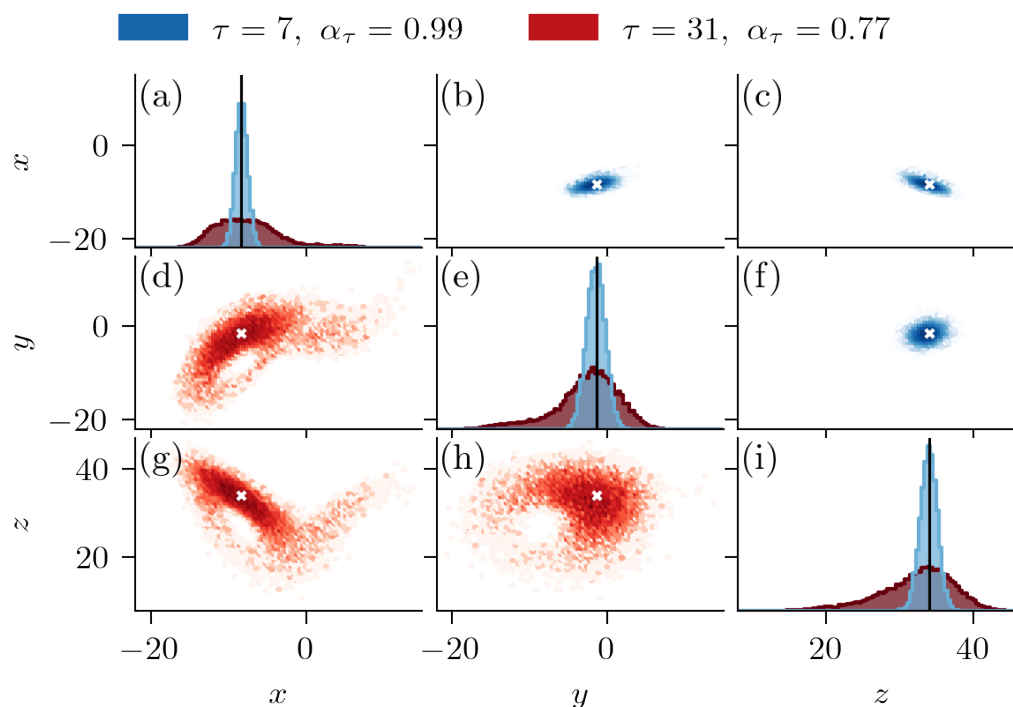 τ = 7, α_τ = 0.99 τ = 31, α_τ = 0.77
(a) (b) (c)
x 0 −20
(d) (e) (f)
y 0 −20
(g) (h) (i)
z 40 20
−20 0 −20 0 20 40
x y z